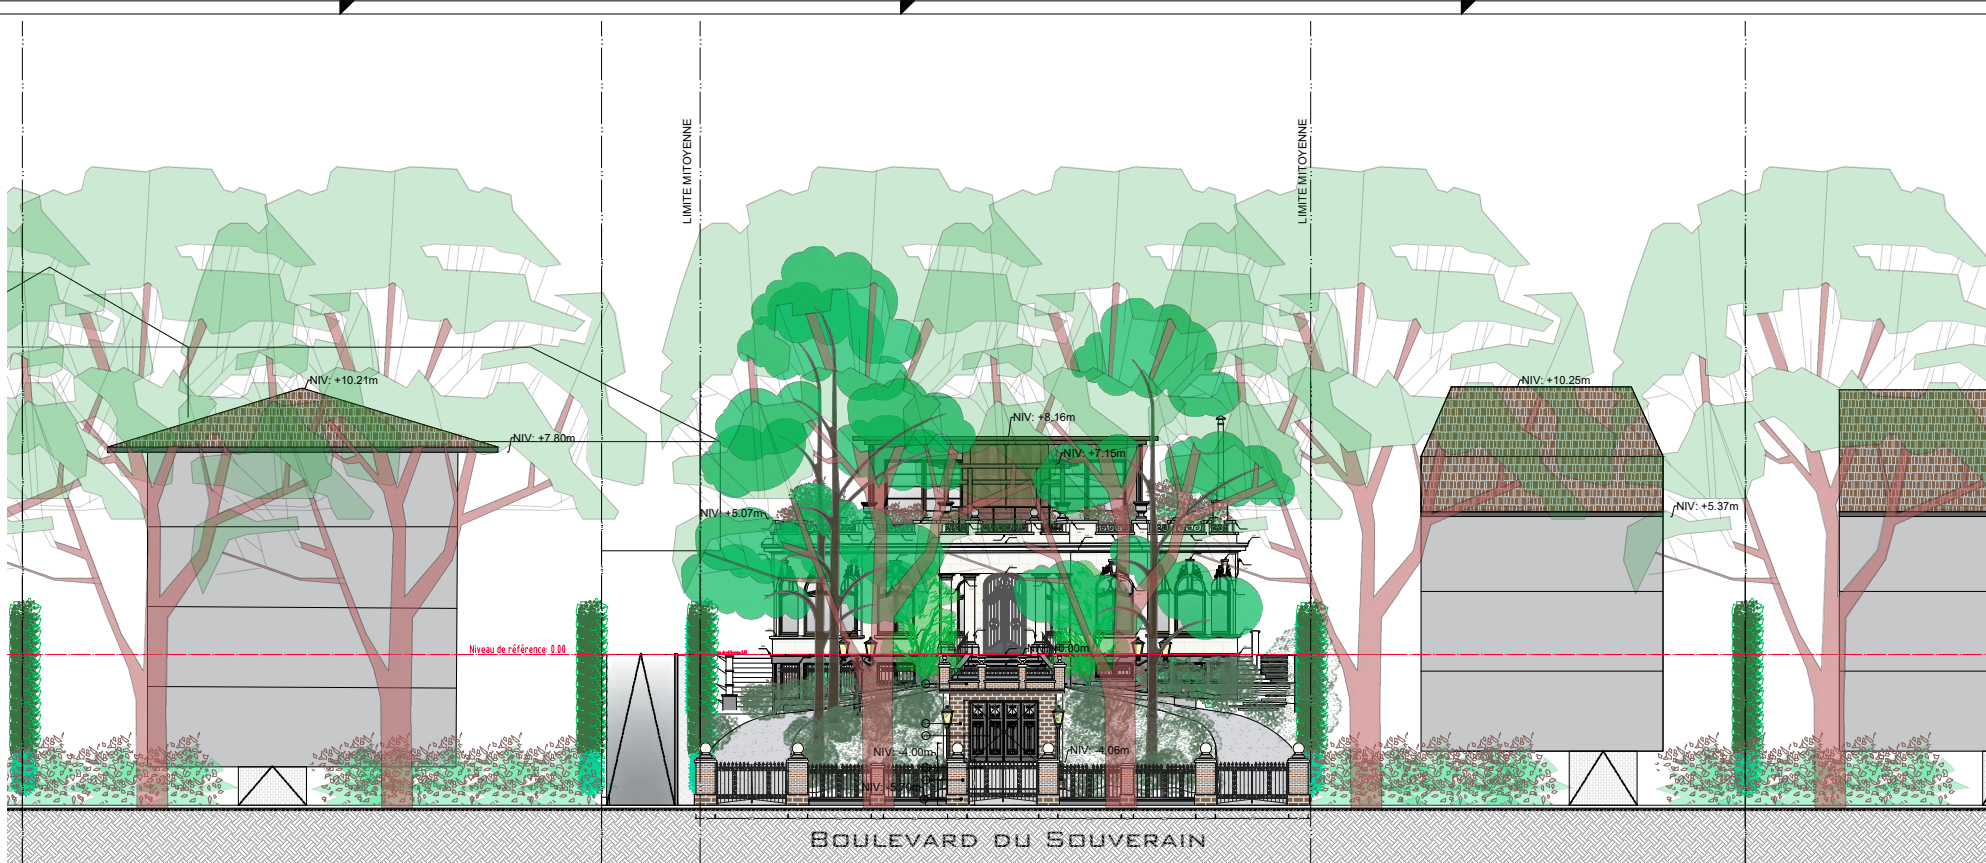 LIMITE MITOYENNE
LIMITE MITOYENNE
NIV: +10.21m
NIV: +10.25m
NIV: +8.16m
NIV: +7.80m
NIV: +7.15m
NIV: +5.07m
NIV: +5.37m
Niveau de référence: 0.00
NIV: -4.00m
NIV: -4.06m
BOULEVARD DU SOUVERAIN